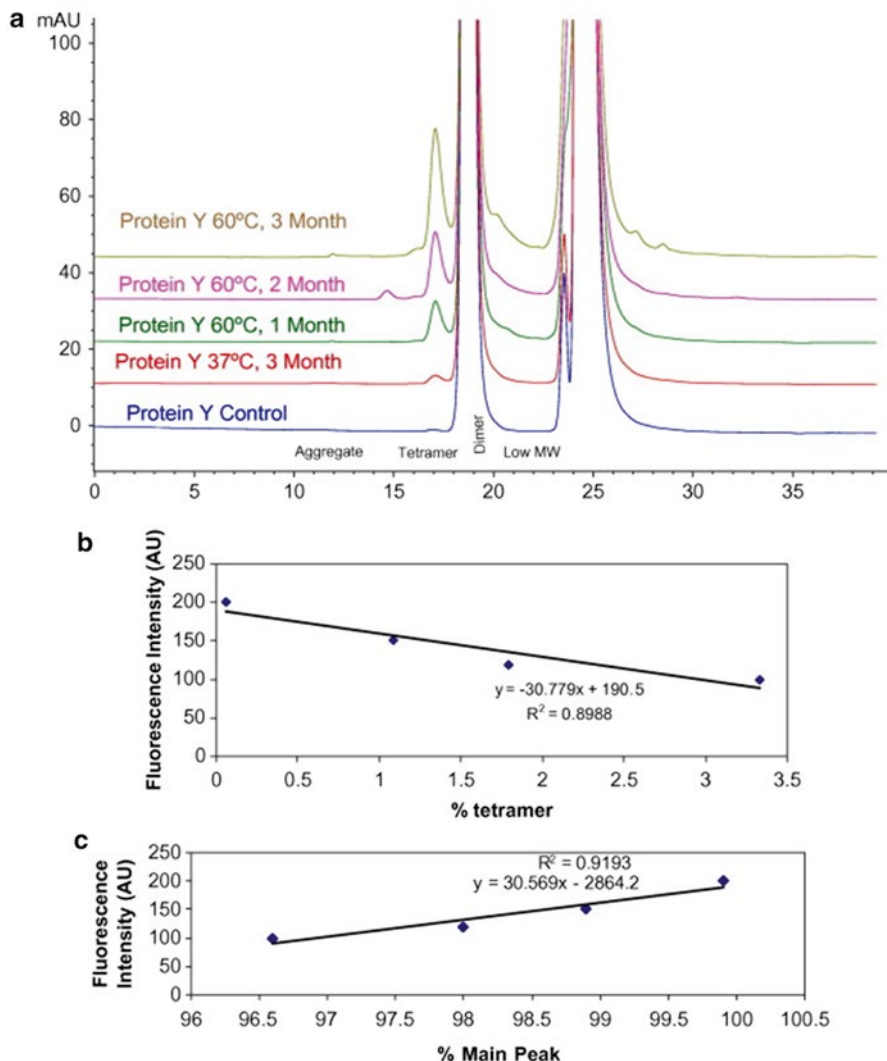 a
mAU
100
80
60
40
20
0
Protein Y 60ºC, 3 Month
Protein Y 60ºC, 2 Month
Protein Y 60ºC, 1 Month
Protein Y 37ºC, 3 Month
Protein Y Control
Aggregate
Tetramer
Dimer
Low MW
0 5 10 15 20 25 30 35
b
Fluorescence Intensity (AU)
250
200
150
100
50
0
y = -30.779x + 190.5
R² = 0.8988
0 0.5 1 1.5 2 2.5 3 3.5
% tetramer
c
Fluorescence
Intensity (AU)
250
200
150
100
50
0
R² = 0.9193
y = 30.569x - 2864.2
96 96.5 97 97.5 98 98.5 99 99.5 100 100.5
% Main Peak